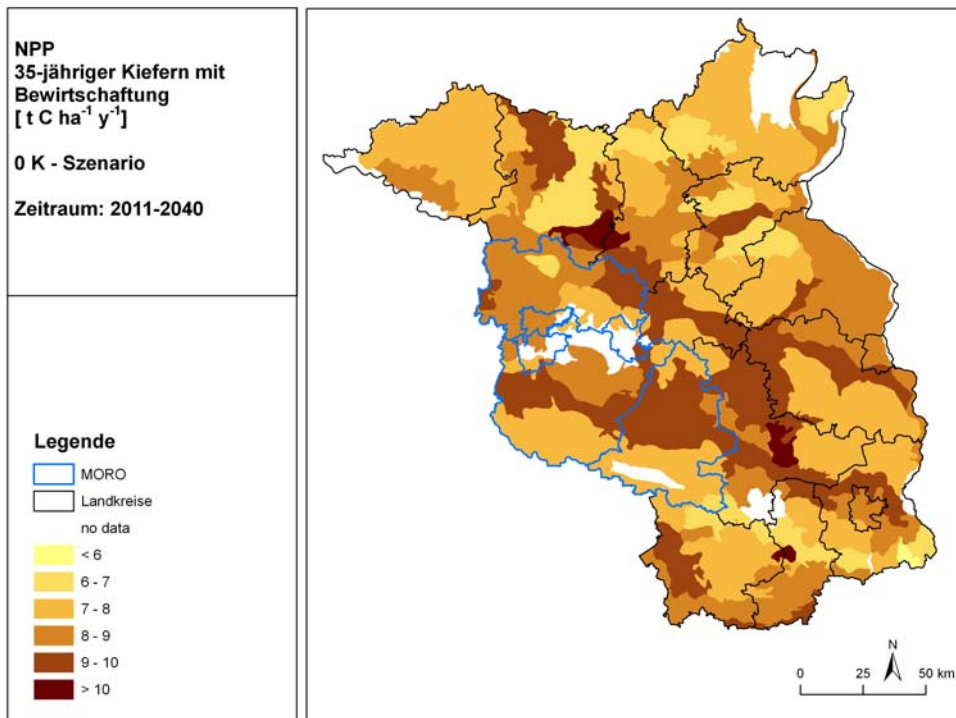 NPP
35-jähriger Kiefern mit
Bewirtschaftung
[ t C ha⁻¹ y⁻¹]
0 K - Szenario
Zeitraum: 2011-2040
Legende
MORO
Landkreise
no data
< 6
6 - 7
7 - 8
8 - 9
9 - 10
> 10
N
0 25 50 km